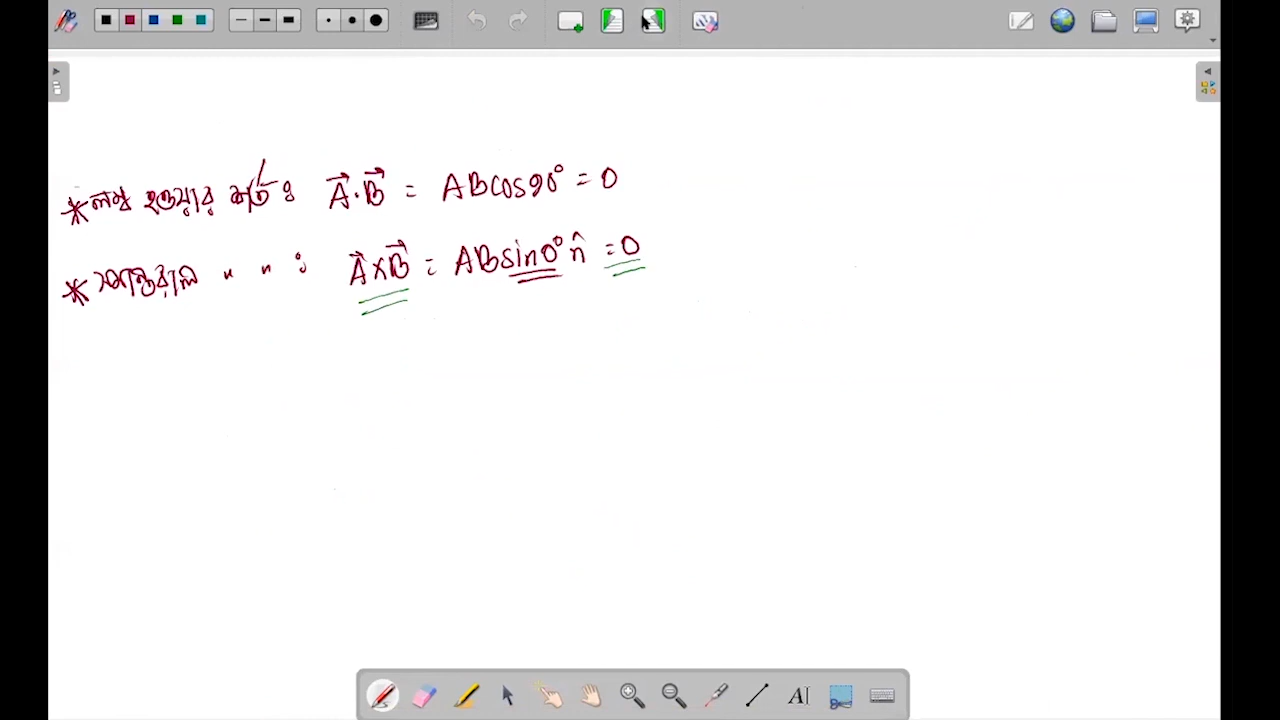 * লম্ব হওয়ার শর্ত : A⃗·B⃗ = ABcos90° = 0
* সমান্তরাল " " : A⃗×B⃗ = ABsin0° n̂ = 0